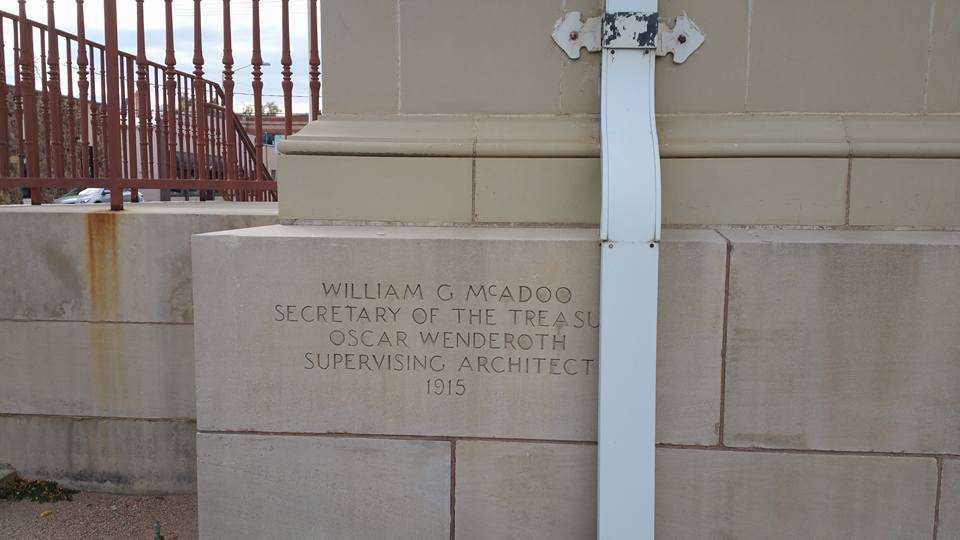 WILLIAM G McADOO
SECRETARY OF THE TREASU
OSCAR WENDEROTH
SUPERVISING ARCHITECT
1915